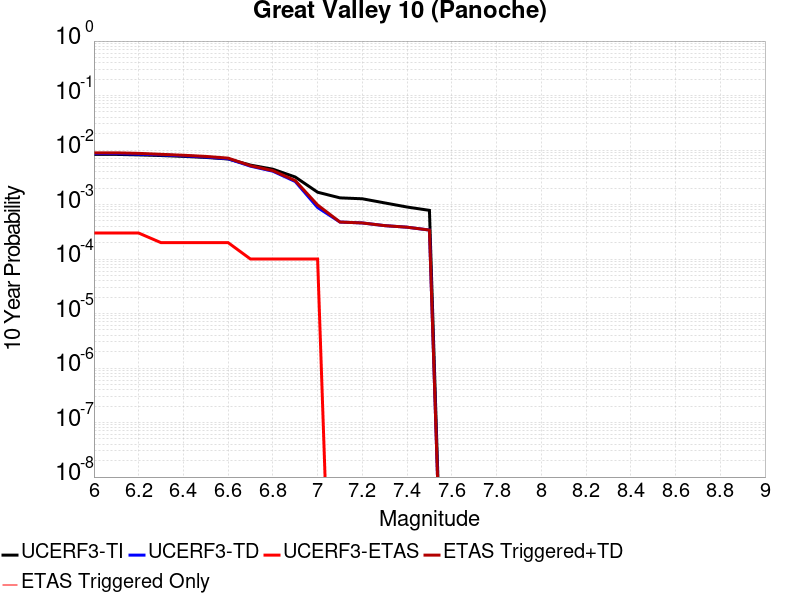 Great Valley 10 (Panoche)
10 Year Probability
10^0
10^-1
10^-2
10^-3
10^-4
10^-5
10^-6
10^-7
10^-8
6 6.2 6.4 6.6 6.8 7 7.2 7.4 7.6 7.8 8 8.2 8.4 8.6 8.8 9
Magnitude
UCERF3-TI UCERF3-TD UCERF3-ETAS ETAS Triggered+TD
ETAS Triggered Only